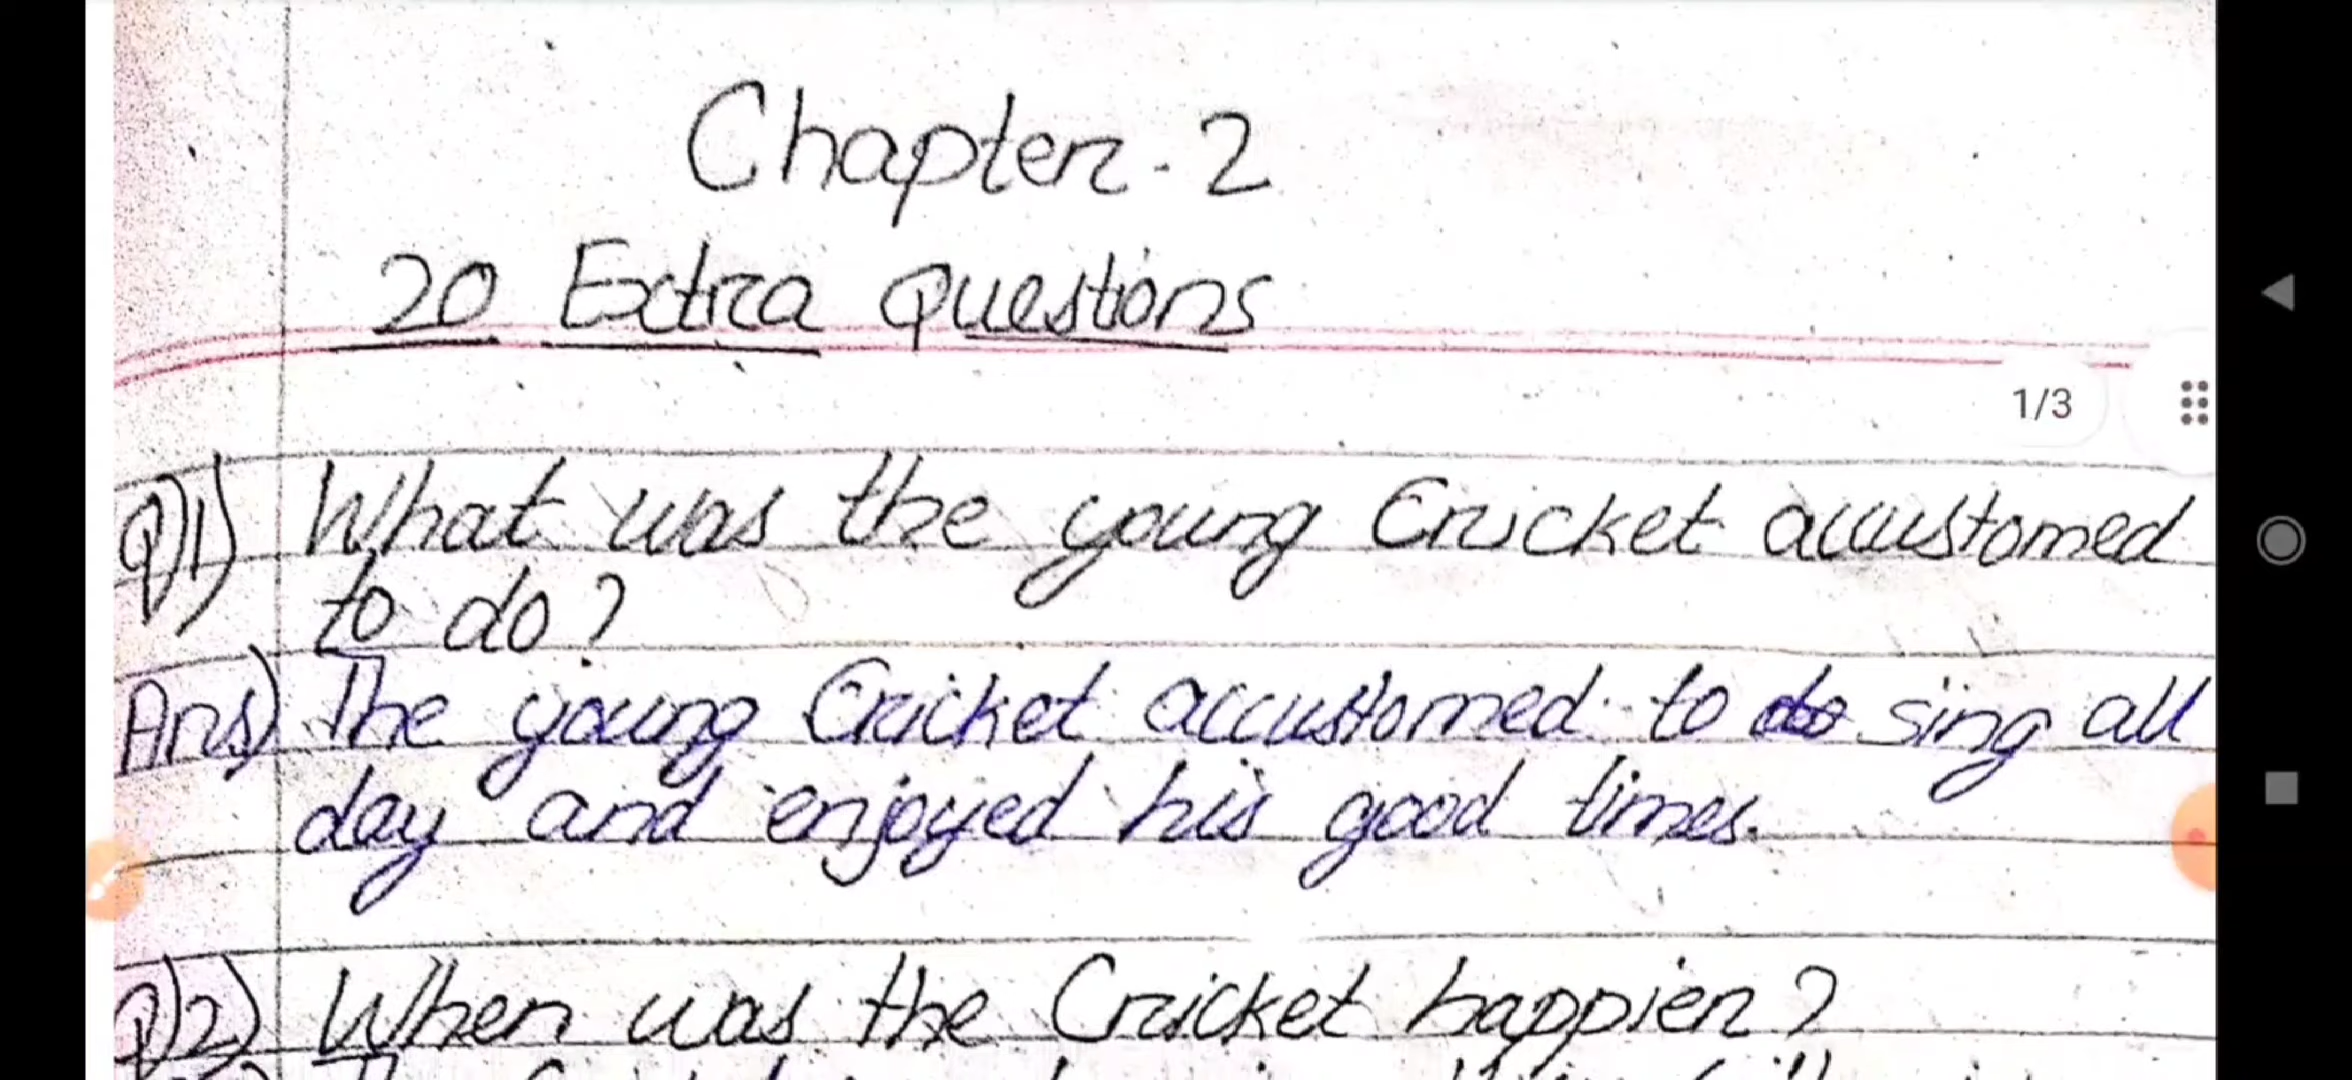 Chapter-2
20 Extra Questions
1/3
Q1) What was the young Cricket accustomed
to do?
Ans) The young Cricket accustomed to do sing all
day and enjoyed his good times.
Q2) When was the Cricket happier?